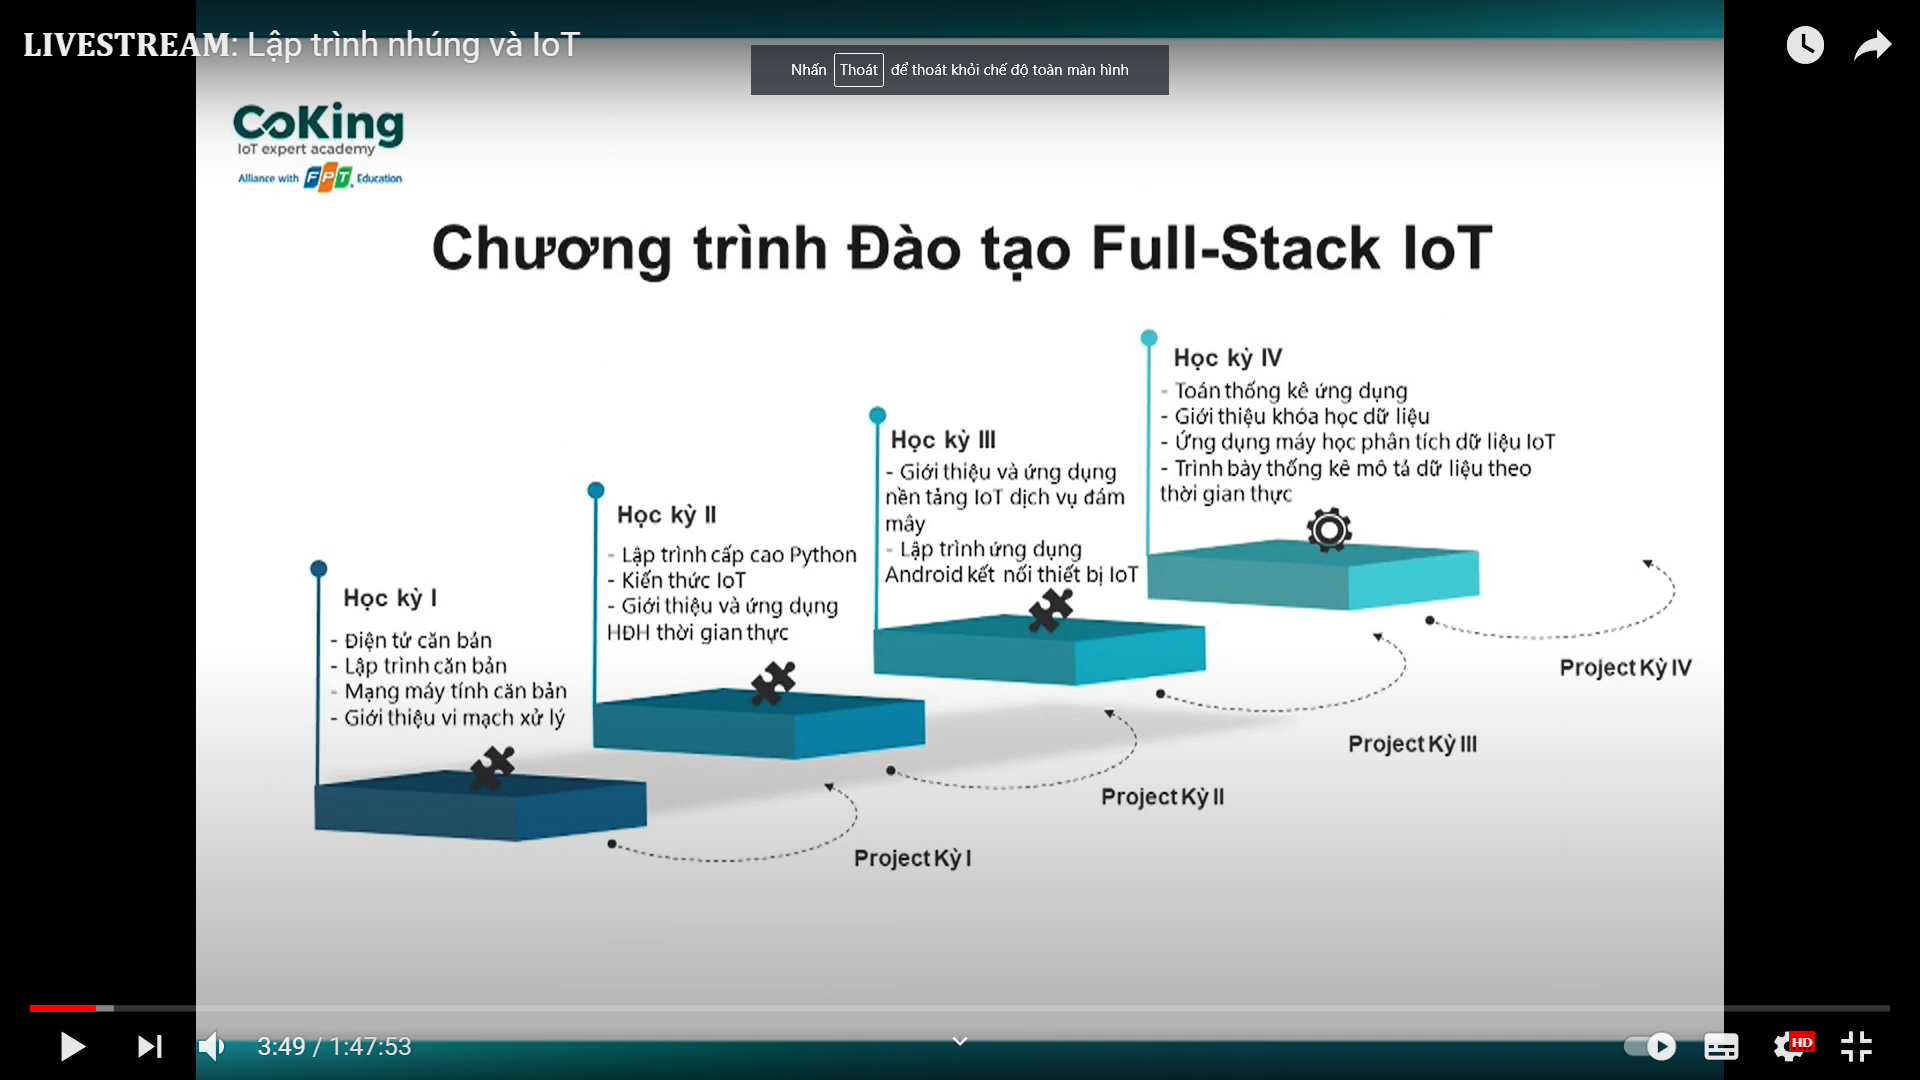 LIVESTREAM: Lập trình nhúng và IoT
Nhấn Thoát để thoát khỏi chế độ toàn màn hình
CoKing
IoT expert academy
Alliance with FPT Education
Chương trình Đào tạo Full-Stack IoT
Học kỳ I
- Điện tử căn bản
- Lập trình căn bản
- Mạng máy tính căn bản
- Giới thiệu vi mạch xử lý
Học kỳ II
- Lập trình cấp cao Python
- Kiến thức IoT
- Giới thiệu và ứng dụng
HĐH thời gian thực
Học kỳ III
- Giới thiệu và ứng dụng
nền tảng IoT dịch vụ đám
mây
- Lập trình ứng dụng
Android kết nối thiết bị IoT
Học kỳ IV
- Toán thống kê ứng dụng
- Giới thiệu khóa học dữ liệu
- Ứng dụng máy học phân tích dữ liệu IoT
- Trình bày thống kê mô tả dữ liệu theo
thời gian thực
Project Kỳ I
Project Kỳ II
Project Kỳ III
Project Kỳ IV
3:49 / 1:47:53
HD